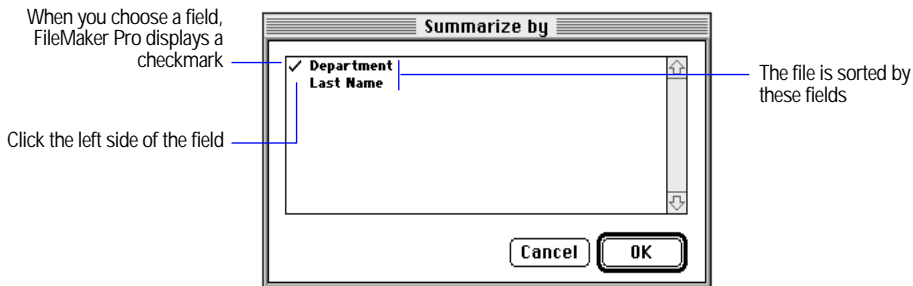 When you choose a field,
FileMaker Pro displays a
checkmark
Click the left side of the field
Summarize by
Department
Last Name
Cancel
OK
The file is sorted by
these fields